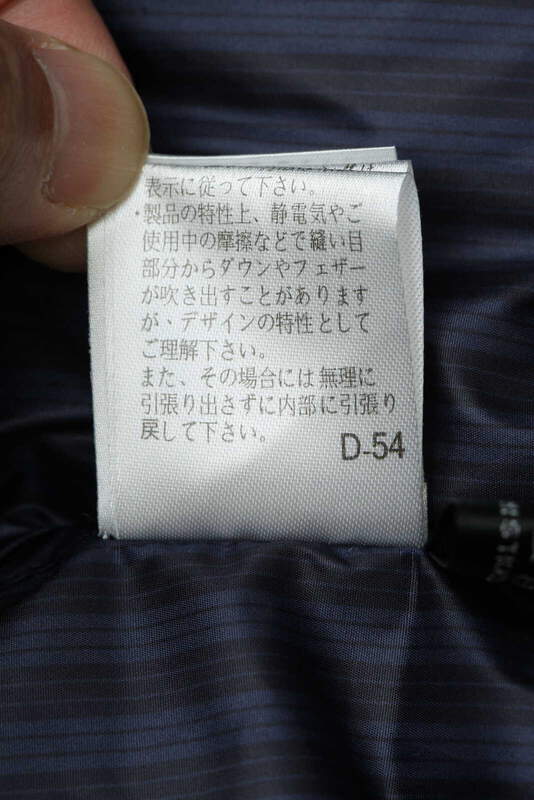 表示に従って下さい。
・製品の特性上、静電気やご
使用中の摩擦などで縫い目
部分からダウンやフェザー
が吹き出すことがあります
が・デザインの特性として
ご理解下さい。
また、その場合には無理に
引張り出さずに内部に引張り
戻して下さい。
D-54